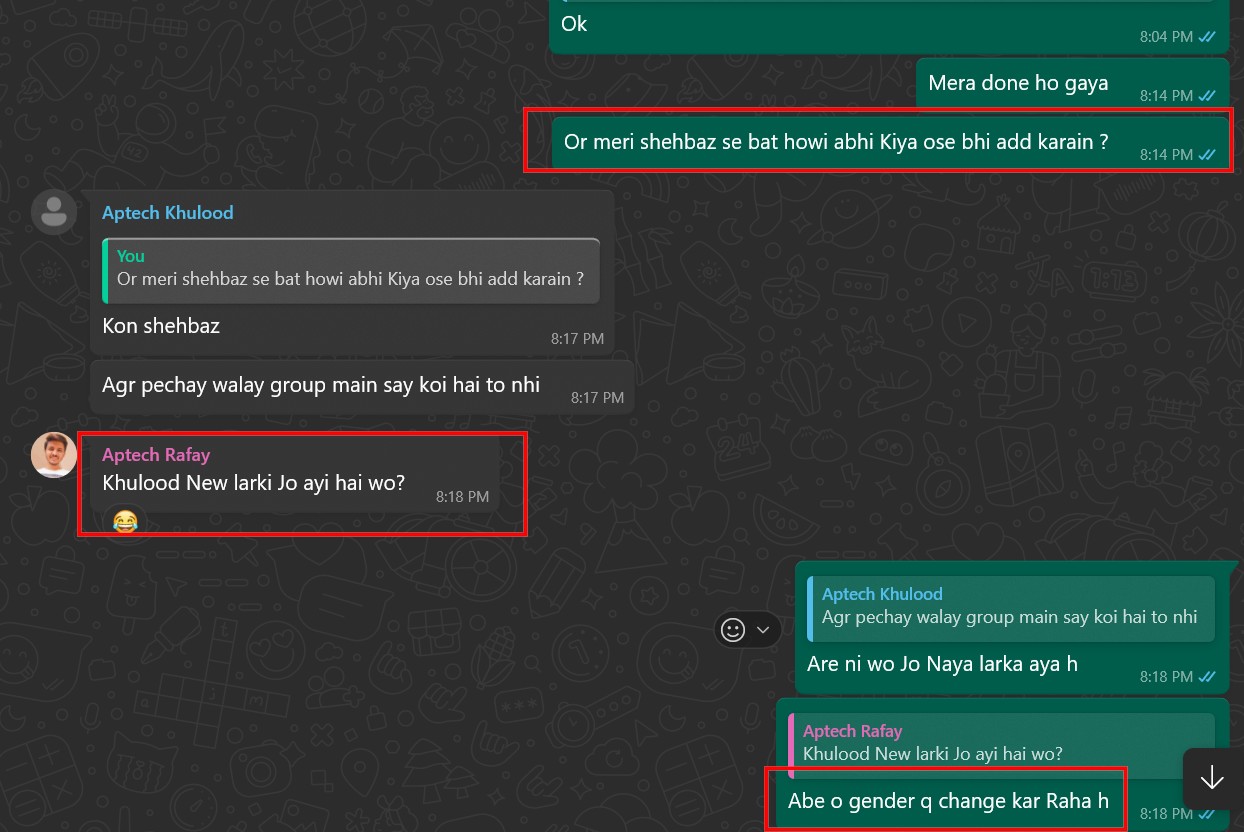 Ok
8:04 PM
Mera done ho gaya
8:14 PM
Or meri shehbaz se bat howi abhi Kiya ose bhi add karain ?
8:14 PM
Aptech Khulood
You
Or meri shehbaz se bat howi abhi Kiya ose bhi add karain ?
Kon shehbaz
8:17 PM
Agr pechay walay group main say koi hai to nhi
8:17 PM
Aptech Rafay
Khulood New larki Jo ayi hai wo?
8:18 PM
😂
Aptech Khulood
Agr pechay walay group main say koi hai to nhi
Are ni wo Jo Naya larka aya h
8:18 PM
Aptech Rafay
Khulood New larki Jo ayi hai wo?
Abe o gender q change kar Raha h
8:18 PM